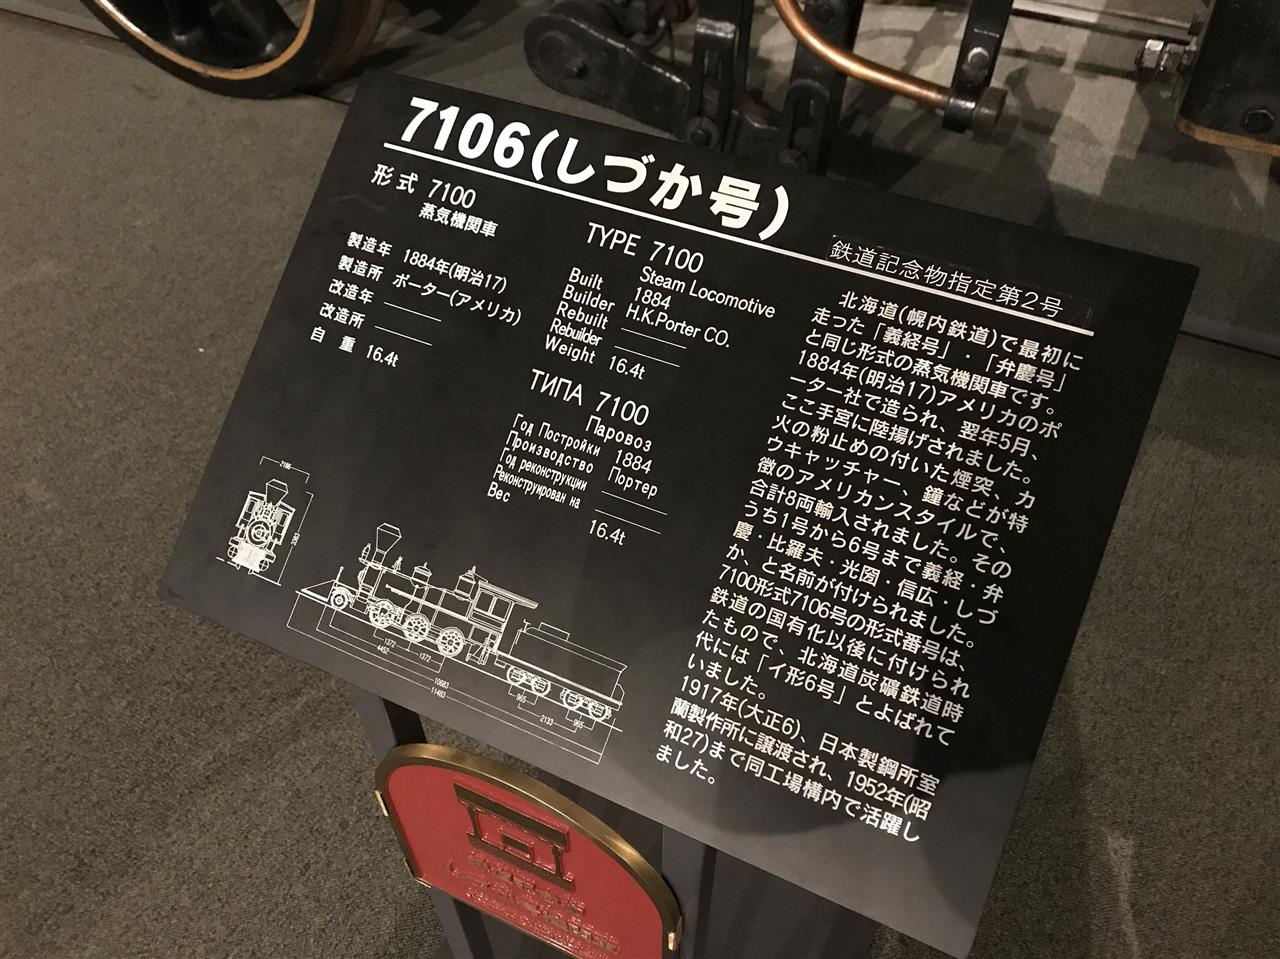 7106(しづか号)
形式 7100
蒸気機関車
製造年 1884年(明治17)
製造所 ポーター(アメリカ)
改造年
改造所
自重 16.4t
TYPE 7100
Steam Locomotive
Built 1884
Builder H.K.Porter CO.
Rebuilt
Rebuilder
Weight 16.4t
ТИПА 7100
Паровоз
Год Постройки 1884
Производство Портер
Год реконструкции
Реконструирован на
Вес 16.4t
鉄道記念物指定第2号
北海道(幌内鉄道)で最初に
走った「義経号」・「弁慶号」
と同じ形式の蒸気機関車です。
1884年(明治17)アメリカのポ
ーター社で造られ、翌年5月、
ここ手宮に陸揚げされました。
火の粉止めの付いた煙突、カ
ウキャッチャー、鐘などが特
徴のアメリカンスタイルで、
合計8両輸入されました。その
うち1号から6号まで義経・弁
慶・比羅夫・光圀・信広・しづ
か、と名前が付けられました。
7100形式7106号の形式番号は、
鉄道の国有化以後に付けられ
たもので、北海道炭礦鉄道時
代には「イ形6号」とよばれて
いました。
1917年(大正6)、日本製鋼所室
蘭製作所に譲渡され、1952年(昭
和27)まで同工場構内で活躍し
ました。
2186
1372
1372
4452
10683
11483
965
2133
965